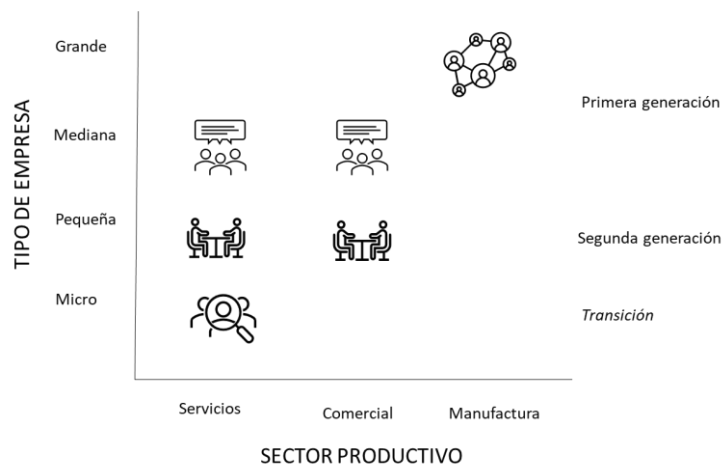 Grande
Primera generación
Mediana
TIPO DE EMPRESA
Pequeña
Segunda generación
Micro
Transición
Servicios
Comercial
Manufactura
SECTOR PRODUCTIVO